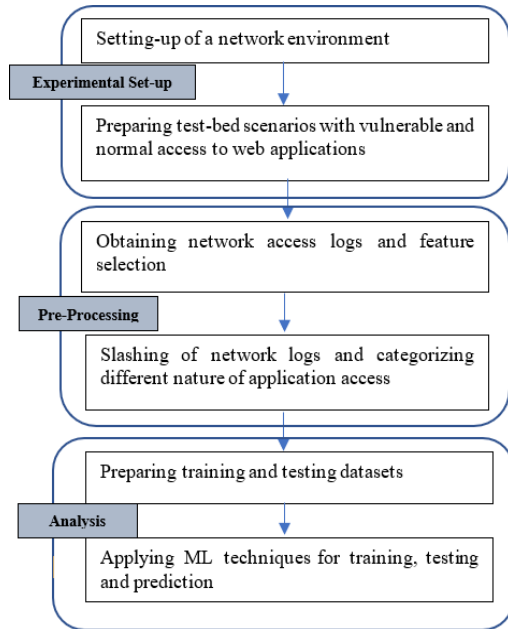 Setting-up of a network environment
Experimental Set-up
Preparing test-bed scenarios with vulnerable and
normal access to web applications
Obtaining network access logs and feature
selection
Pre-Processing
Slashing of network logs and categorizing
different nature of application access
Preparing training and testing datasets
Analysis
Applying ML techniques for training, testing
and prediction